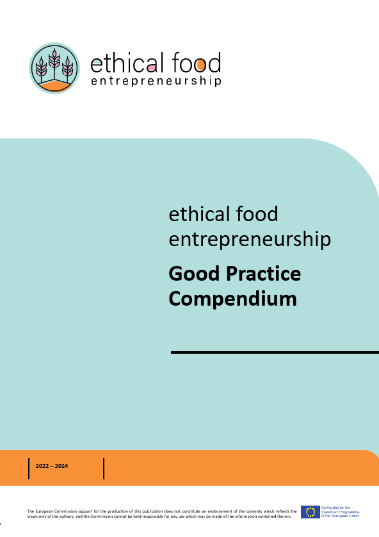 ethical food
entrepreneurship
ethical food
entrepreneurship
Good Practice
Compendium
2022 – 2024
The European Commission support for the production of this publication does not constitute an endorsement of the contents which reflects the
views only of the authors, and the Commission cannot be held responsible for any use which may be made of the information contained therein.
Co-funded by the
Erasmus+ Programme
of the European Union